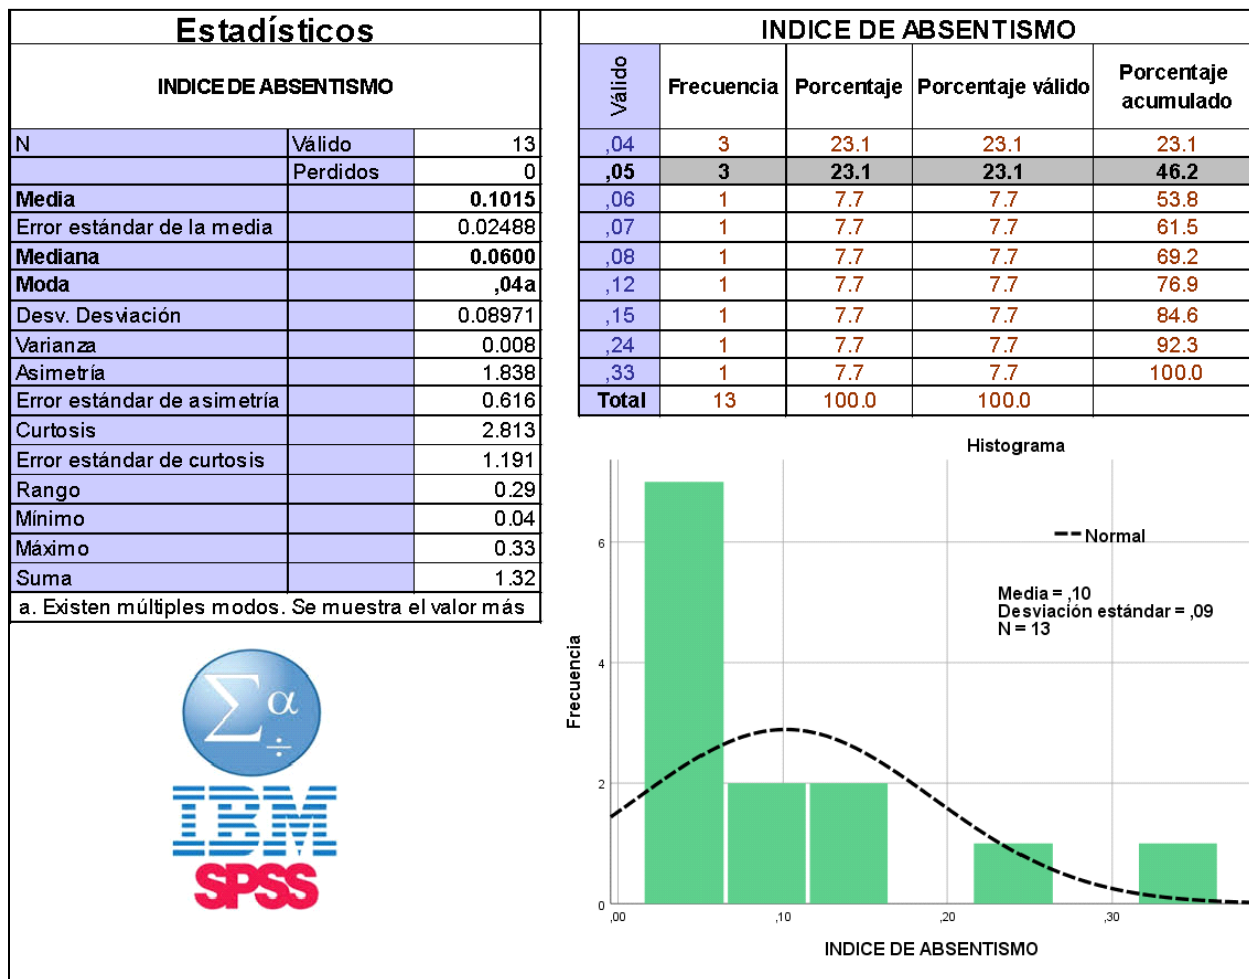 Estadísticos
INDICE DE ABSENTISMO
N Válido 13
Perdidos 0
Media 0.1015
Error estándar de la media 0.02488
Mediana 0.0600
Moda ,04a
Desv. Desviación 0.08971
Varianza 0.008
Asimetría 1.838
Error estándar de asimetría 0.616
Curtosis 2.813
Error estándar de curtosis 1.191
Rango 0.29
Mínimo 0.04
Máximo 0.33
Suma 1.32
a. Existen múltiples modos. Se muestra el valor más
Σα÷
IBM
SPSS
INDICE DE ABSENTISMO
Válido Frecuencia Porcentaje Porcentaje válido Porcentaje
acumulado
,04 3 23.1 23.1 23.1
,05 3 23.1 23.1 46.2
,06 1 7.7 7.7 53.8
,07 1 7.7 7.7 61.5
,08 1 7.7 7.7 69.2
,12 1 7.7 7.7 76.9
,15 1 7.7 7.7 84.6
,24 1 7.7 7.7 92.3
,33 1 7.7 7.7 100.0
Total 13 100.0 100.0
Histograma
Normal
Media = ,10
Desviación estándar = ,09
N = 13
Frecuencia
6
4
2
0
,00 ,10 ,20 ,30
INDICE DE ABSENTISMO